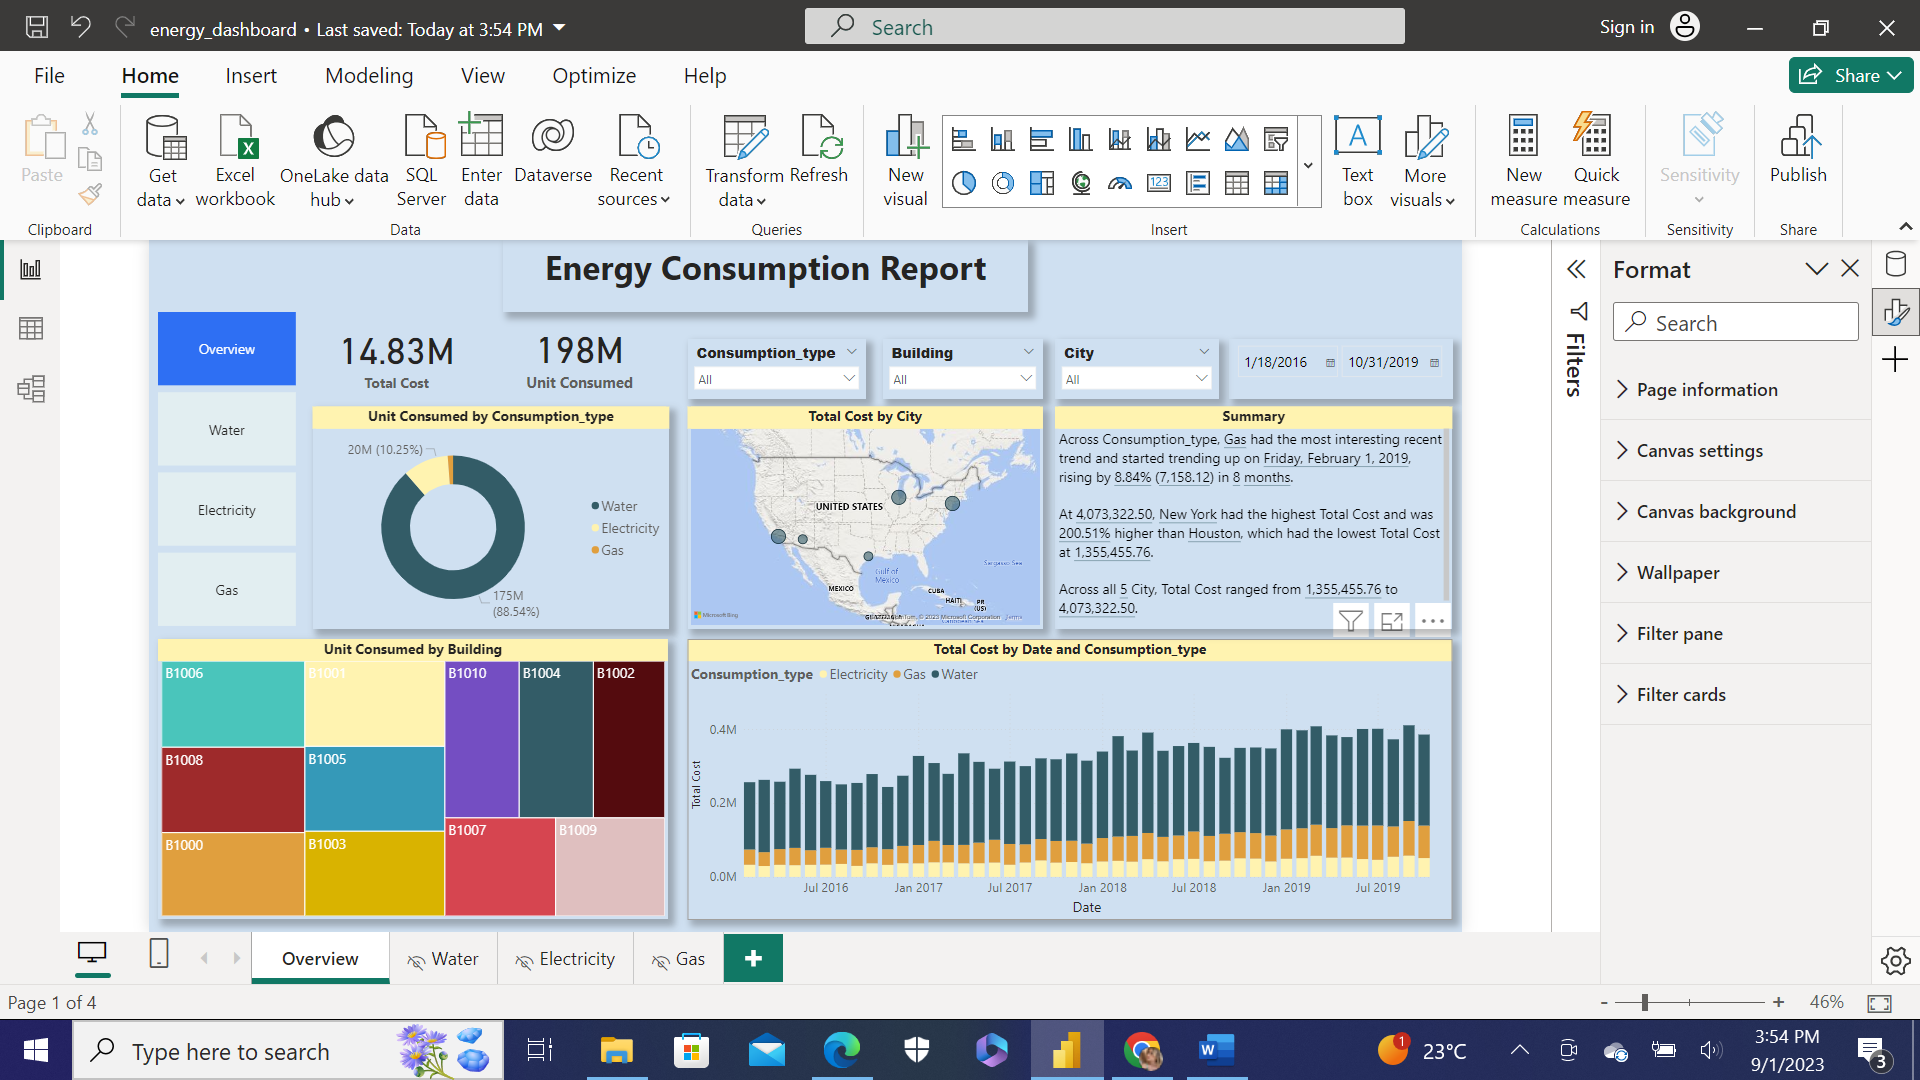 energy_dashboard • Last saved: Today at 3:54 PM
Search
Sign in
File Home Insert Modeling View Optimize Help
Share
Paste
Get data
Excel workbook
OneLake data hub
SQL Server
Enter data
Dataverse
Recent sources
Transform data
Refresh
New visual
Text box
More visuals
New measure
Quick measure
Sensitivity
Publish
Clipboard
Data
Queries
Insert
Calculations
Sensitivity
Share
Energy Consumption Report
Overview
Water
Electricity
Gas
14.83M
Total Cost
198M
Unit Consumed
Consumption_type
All
Building
All
City
All
1/18/2016
10/31/2019
Unit Consumed by Consumption_type
20M (10.25%)
175M
(88.54%)
Water
Electricity
Gas
Total Cost by City
UNITED STATES
MEXICO
Gulf of
Mexico
CUBA
HAITI
PR
(US)
Sargasso Sea
Microsoft Bing
© 2023 Microsoft Corporation Terms
Summary
Across Consumption_type, Gas had the most interesting recent
trend and started trending up on Friday, February 1, 2019,
rising by 8.84% (7,158.12) in 8 months.
At 4,073,322.50, New York had the highest Total Cost and was
200.51% higher than Houston, which had the lowest Total Cost
at 1,355,455.76.
Across all 5 City, Total Cost ranged from 1,355,455.76 to
4,073,322.50.
Unit Consumed by Building
B1006
B1001
B1010
B1004
B1002
B1008
B1005
B1000
B1003
B1007
B1009
Total Cost by Date and Consumption_type
Consumption_type Electricity Gas Water
Total Cost
0.4M
0.2M
0.0M
Jul 2016 Jan 2017 Jul 2017 Jan 2018 Jul 2018 Jan 2019 Jul 2019
Date
Filters
Format
Search
Page information
Canvas settings
Canvas background
Wallpaper
Filter pane
Filter cards
Overview
Water
Electricity
Gas
Page 1 of 4
- + 46%
Type here to search
1
23°C
3:54 PM
9/1/2023
3